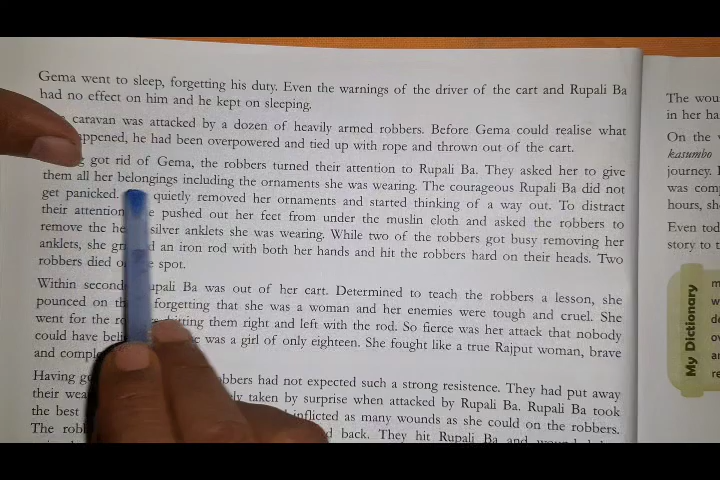 Gema went to sleep, forgetting his duty. Even the warnings of the driver of the cart and Rupali Ba
had no effect on him and he kept on sleeping.
caravan was attacked by a dozen of heavily armed robbers. Before Gema could realise what
happened, he had been overpowered and tied up with rope and thrown out of the cart.
got rid of Gema, the robbers turned their attention to Rupali Ba. They asked her to give
them all her belongings including the ornaments she was wearing. The courageous Rupali Ba did not
get panicked. quietly removed her ornaments and started thinking of a way out. To distract
their attention pushed out her feet from under the muslin cloth and asked the robbers to
remove the silver anklets she was wearing. While two of the robbers got busy removing her
anklets, she an iron rod with both her hands and hit the robbers hard on their heads. Two
robbers died spot.
Within Rupali Ba was out of her cart. Determined to teach the robbers a lesson, she
pounced on forgetting that she was a woman and her enemies were tough and cruel. She
went for the hitting them right and left with the rod. So fierce was her attack that nobody
could have was a girl of only eighteen. She fought like a true Rajput woman, brave
and
Having robbers had not expected such a strong resistence. They had put away
their taken by surprise when attacked by Rupali Ba. Rupali Ba took
the best inflicted as many wounds as she could on the robbers.
The back. They hit Rupali Ba and
The
in her
On the
kasumbo
journey.
was
hours,
Even
story to
My Dictionary